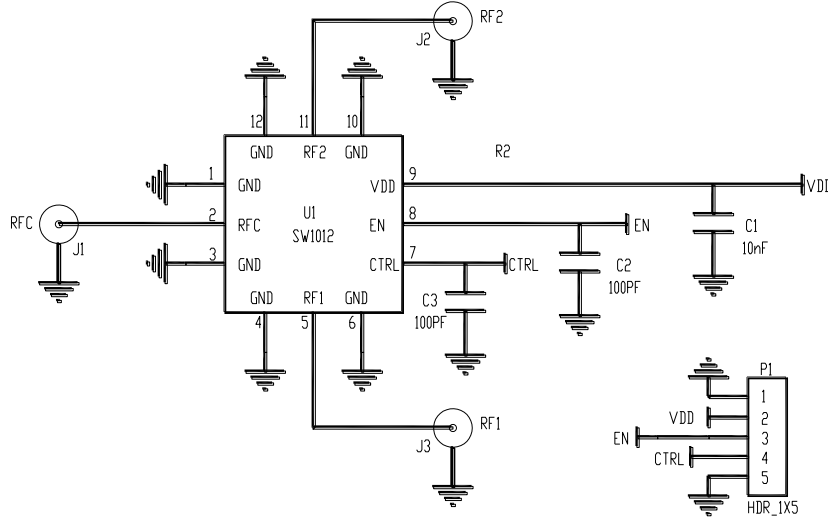 RF2
J2
12
11
10
GND
RF2
GND
R2
1
GND
VDD
9
VDD
RFC
J1
2
RFC
U1
SW1012
EN
8
EN
C1
10nF
3
GND
CTRL
7
CTRL
C2
100PF
GND
RF1
GND
C3
100PF
4
5
6
P1
1
VDD
2
EN
3
CTRL
4
5
HDR_1X5
RF1
J3